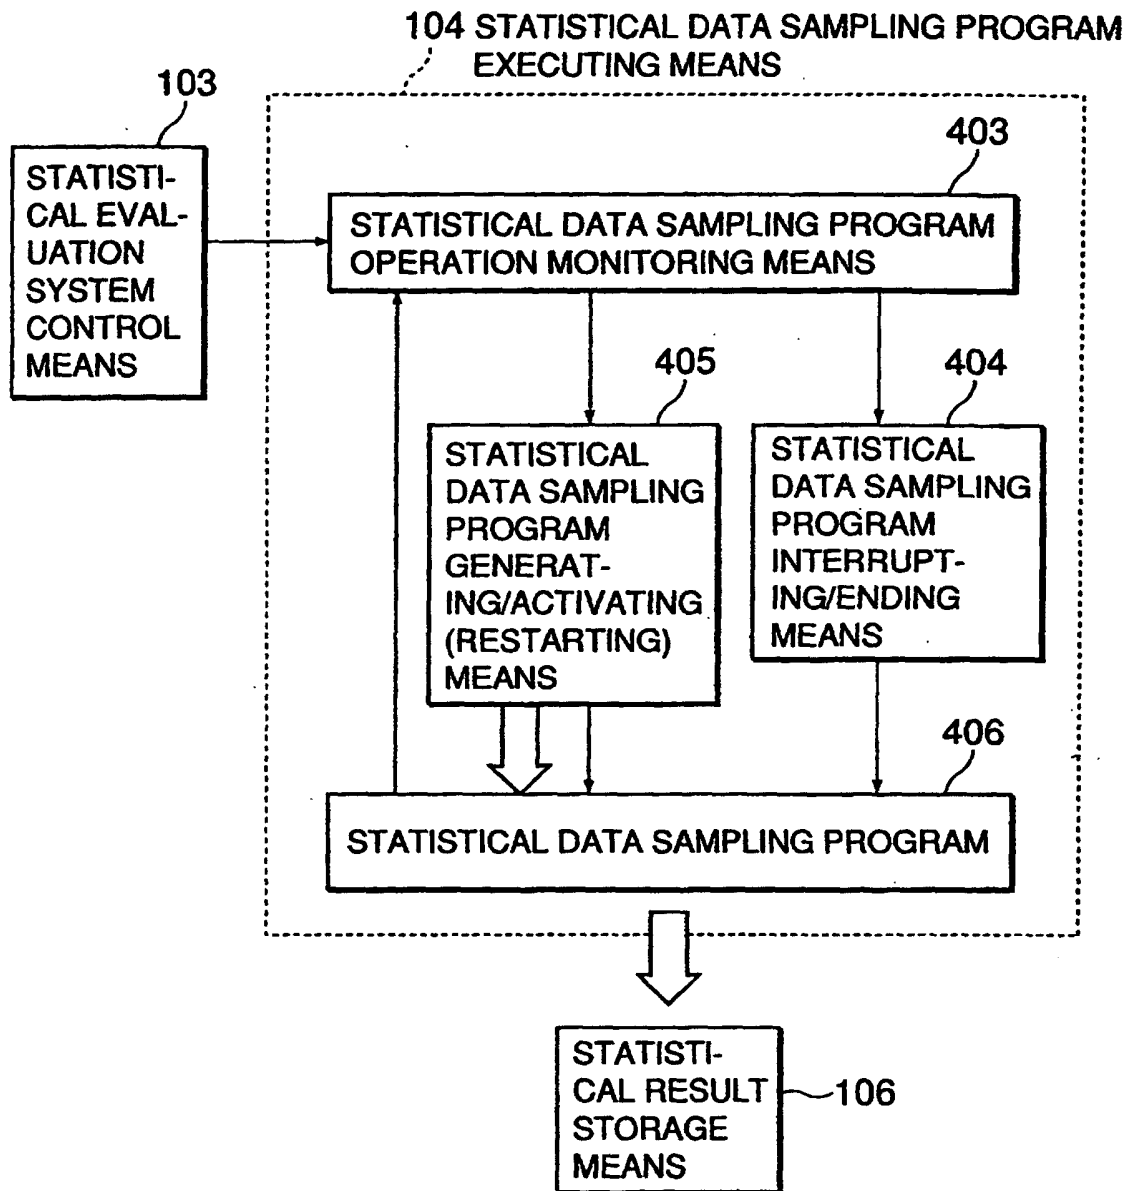 104 STATISTICAL DATA SAMPLING PROGRAM
EXECUTING MEANS
103
STATISTI-
CAL EVAL-
UATION
SYSTEM
CONTROL
MEANS
403
STATISTICAL DATA SAMPLING PROGRAM
OPERATION MONITORING MEANS
405
STATISTICAL
DATA SAMPLING
PROGRAM
GENERAT-
ING/ACTIVATING
(RESTARTING)
MEANS
404
STATISTICAL
DATA SAMPLING
PROGRAM
INTERRUPT-
ING/ENDING
MEANS
406
STATISTICAL DATA SAMPLING PROGRAM
STATISTI-
CAL RESULT
STORAGE
MEANS
106